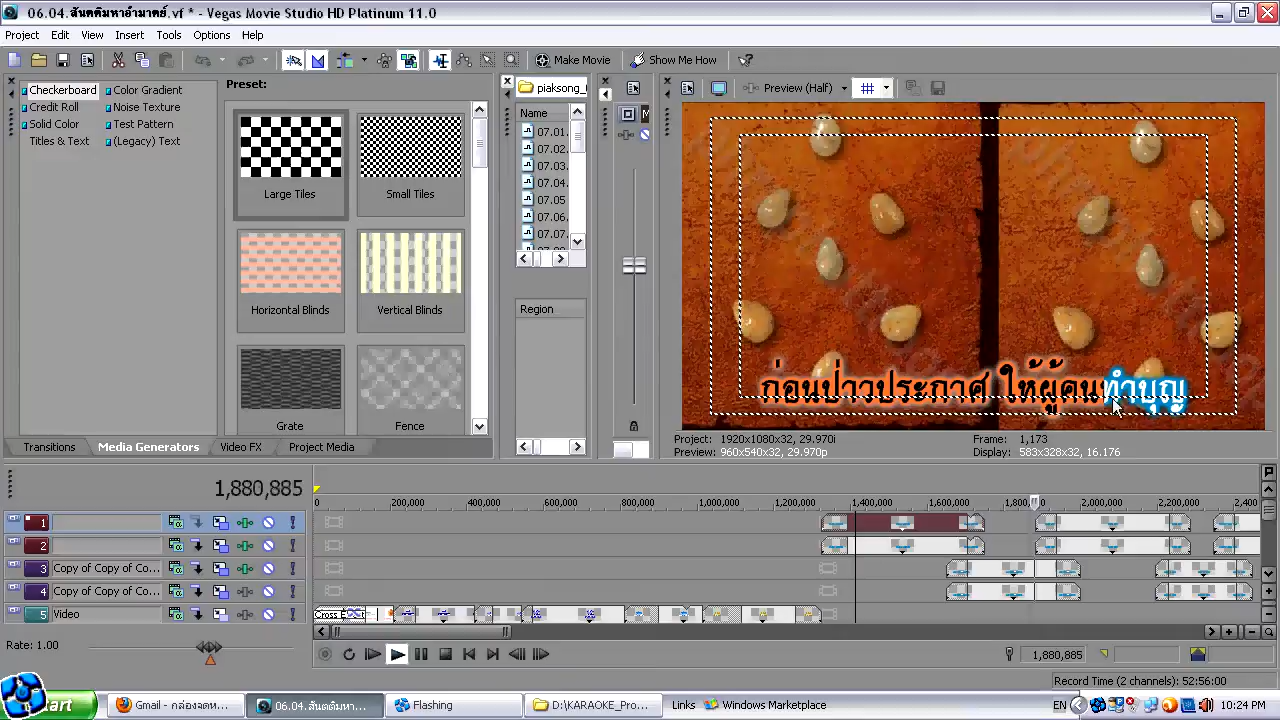 06.04.สันตติมหาอำมาตย์.vf * - Vegas Movie Studio HD Platinum 11.0
Project Edit View Insert Tools Options Help
Make Movie Show Me How
Checkerboard Color Gradient
Credit Roll Noise Texture
Solid Color Test Pattern
Titles & Text (Legacy) Text
Preset:
Large Tiles Small Tiles
Horizontal Blinds Vertical Blinds
Grate Fence
Transitions Media Generators Video FX Project Media
piaksong_
Name
07.01.
07.02.
07.03.
07.04.
07.05
07.06.
07.07.
Region
Preview (Half)
ก่อนป่าวประกาศ ให้ผู้คนทำบุญ
Project: 1920x1080x32, 29.970i Frame: 1,173
Preview: 960x540x32, 29.970p Display: 583x328x32, 16.176
1,880,885
0 200,000 400,000 600,000 800,000 1,000,000 1,200,000 1,400,000 1,600,000 1,800 0 2,000,000 2,200,000 2,400
1
2
3 Copy of Copy of Co...
4 Copy of Copy of Co...
5 Video
Rate: 1.00
1,880,885
Record Time (2 channels): 52:56:00
start Gmail - กล่องจดห... 06.04.สันตติมหา... Fishing D:\KARAOKE_Pro... Links Windows Marketplace EN 10:24 PM